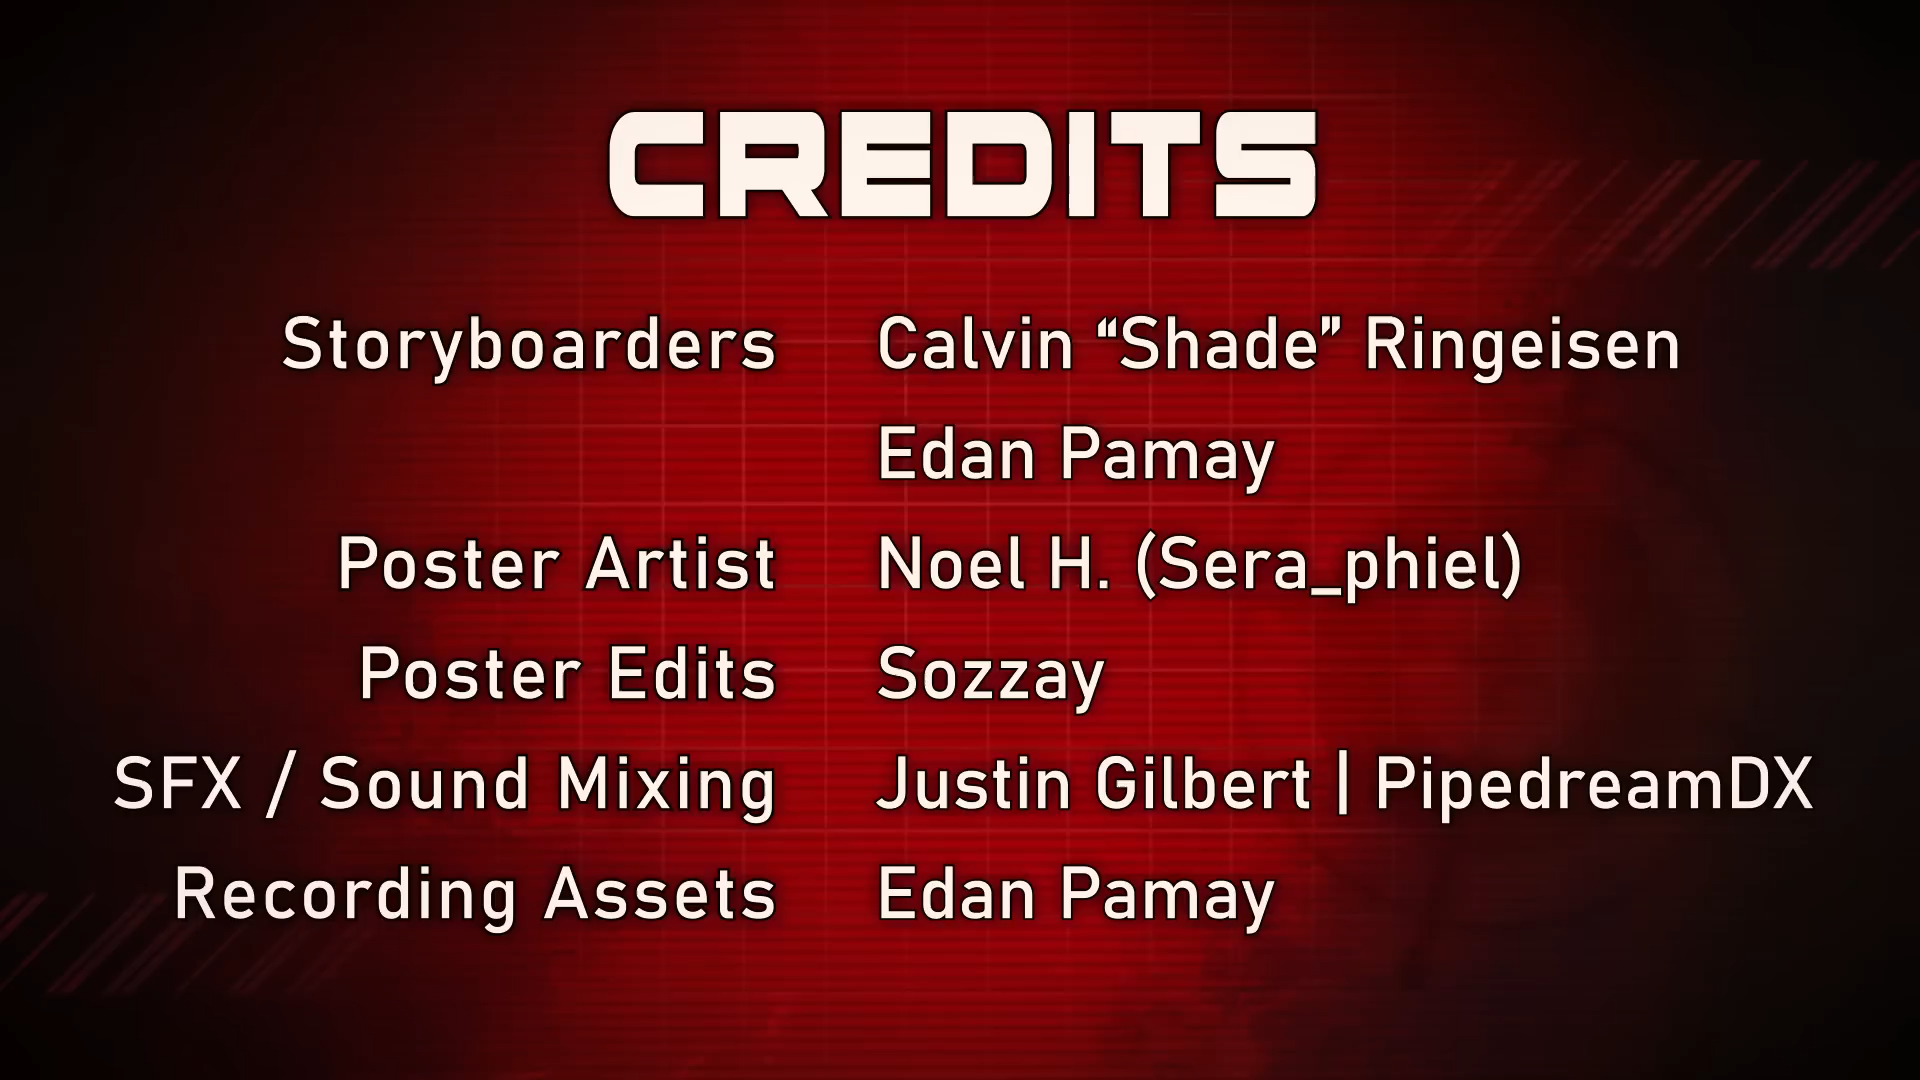 CREDITS
Storyboarders Calvin “Shade” Ringeisen
Edan Pamay
Poster Artist Noel H. (Sera_phiel)
Poster Edits Sozzay
SFX / Sound Mixing Justin Gilbert | PipedreamDX
Recording Assets Edan Pamay